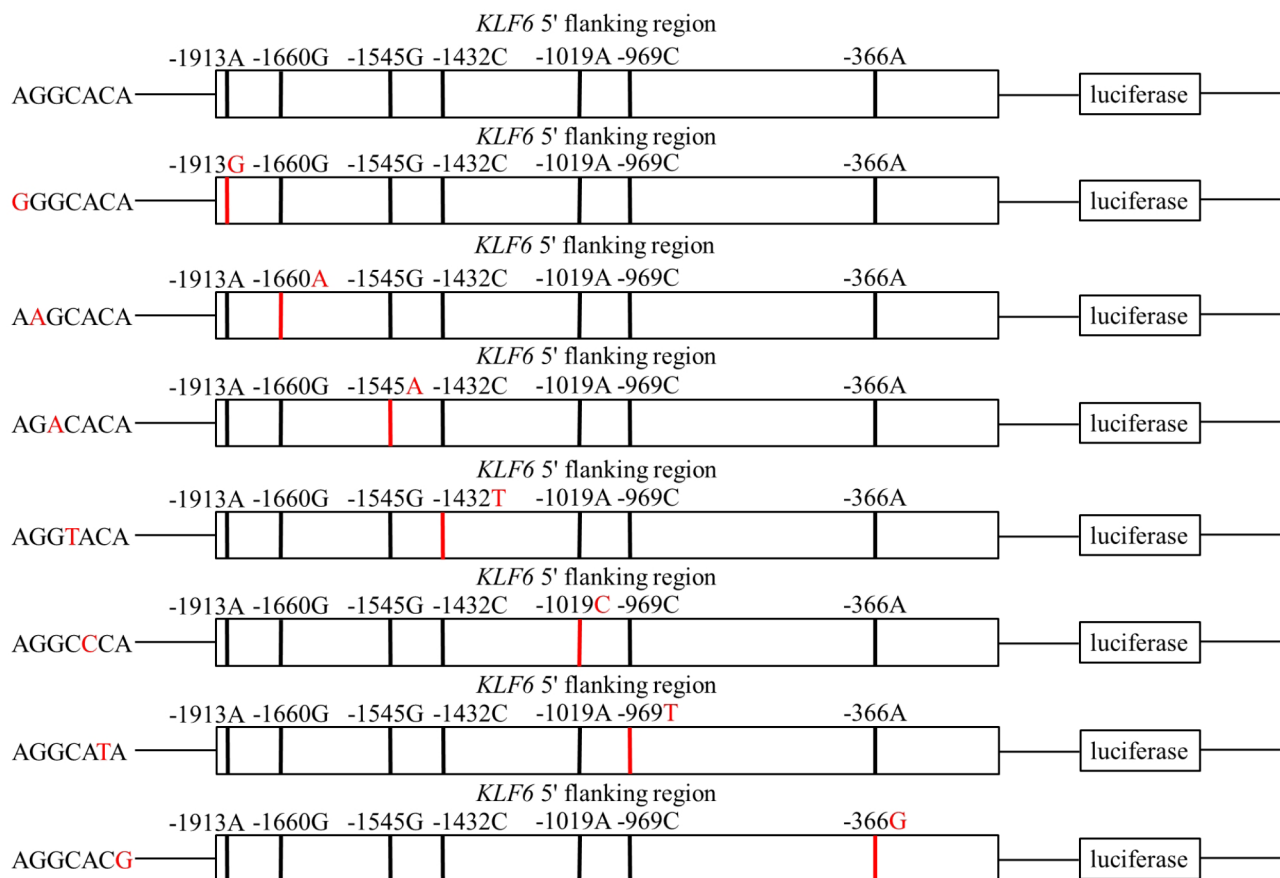 KLF6 5' flanking region
-1913A -1660G -1545G -1432C -1019A -969C -366A
AGGCACA luciferase
KLF6 5' flanking region
-1913G -1660G -1545G -1432C -1019A -969C -366A
GGGCACA luciferase
KLF6 5' flanking region
-1913A -1660A -1545G -1432C -1019A -969C -366A
AAGCACA luciferase
KLF6 5' flanking region
-1913A -1660G -1545A -1432C -1019A -969C -366A
AGACACA luciferase
KLF6 5' flanking region
-1913A -1660G -1545G -1432T -1019A -969C -366A
AGGTACA luciferase
KLF6 5' flanking region
-1913A -1660G -1545G -1432C -1019C -969C -366A
AGGCCCA luciferase
KLF6 5' flanking region
-1913A -1660G -1545G -1432C -1019A -969T -366A
AGGCATA luciferase
KLF6 5' flanking region
-1913A -1660G -1545G -1432C -1019A -969C -366G
AGGCACG luciferase